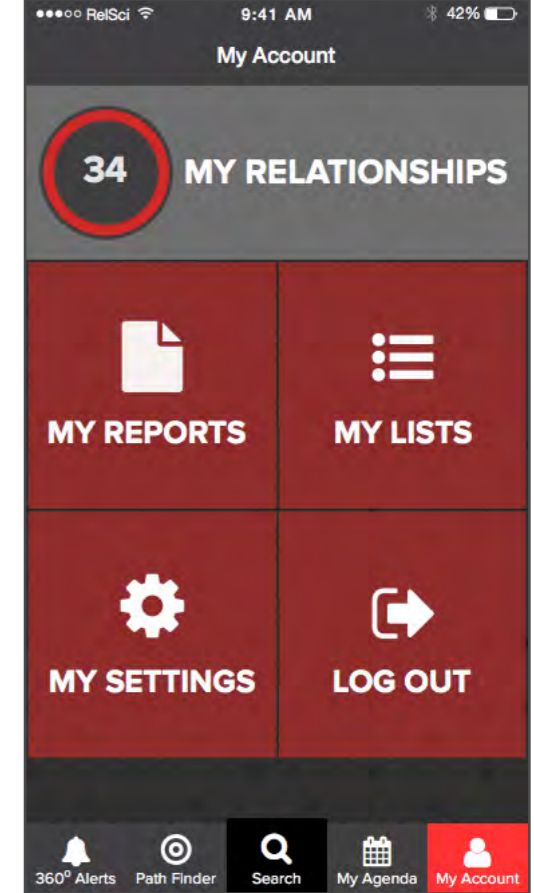 RelSci 9:41 AM 42%
My Account
34 MY RELATIONSHIPS
MY REPORTS MY LISTS
MY SETTINGS LOG OUT
360° Alerts Path Finder Search My Agenda My Account